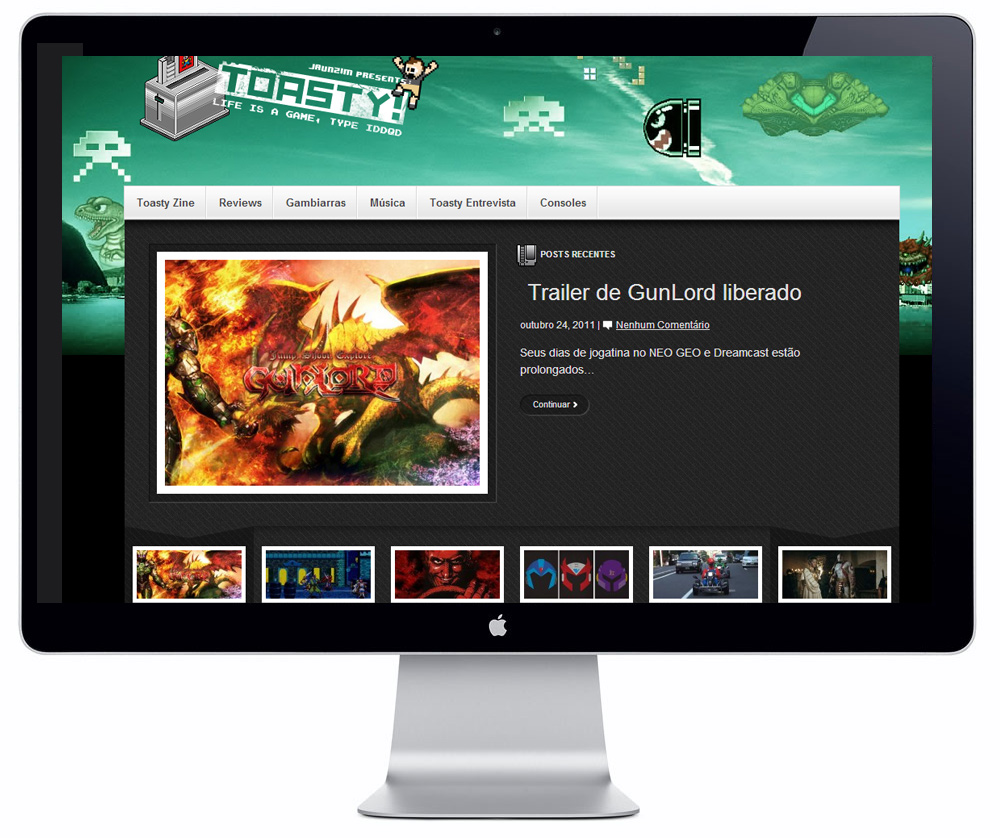 JAUNZIM PRESENTS
TOASTY!
LIFE IS A GAME, TYPE IDDQD
Toasty Zine
Reviews
Gambiarras
Música
Toasty Entrevista
Consoles
Jump Shoot Explore
GUNLORD
POSTS RECENTES
Trailer de GunLord liberado
outubro 24, 2011 | Nenhum Comentário
Seus dias de jogatina no NEO GEO e Dreamcast estão
prolongados...
Continuar